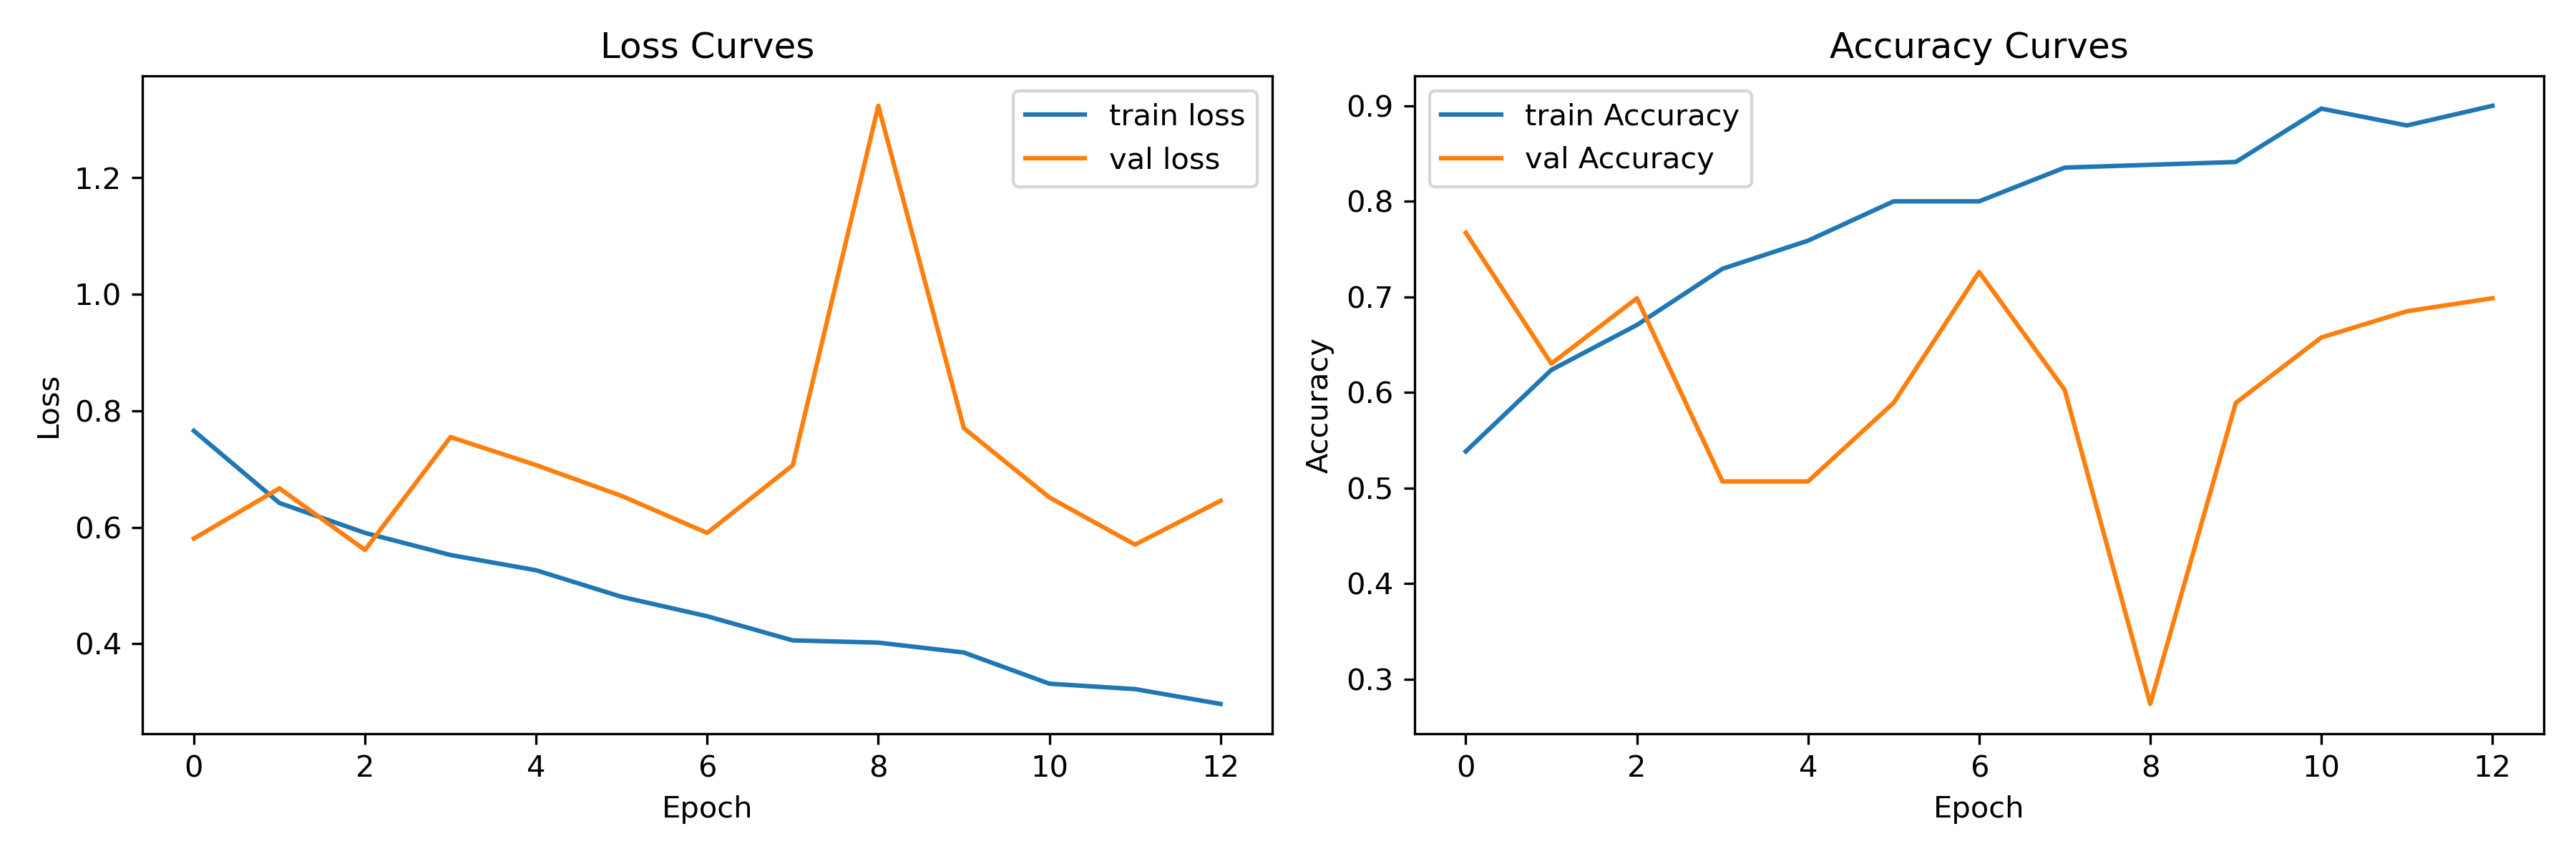 Loss Curves
train loss
val loss
Loss
1.2
1.0
0.8
0.6
0.4
0 2 4 6 8 10 12
Epoch
Accuracy Curves
train Accuracy
val Accuracy
Accuracy
0.9
0.8
0.7
0.6
0.5
0.4
0.3
0 2 4 6 8 10 12
Epoch